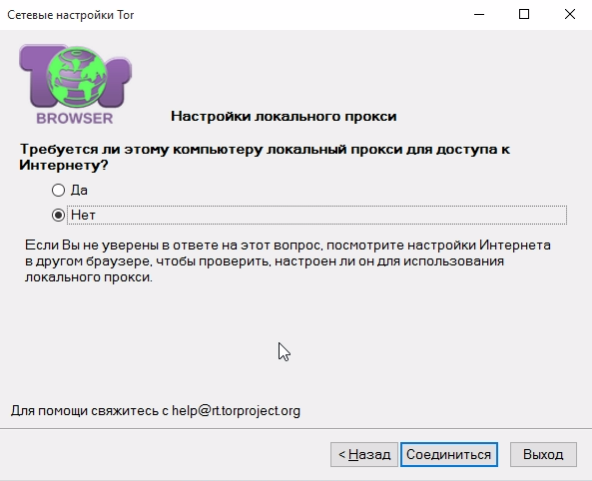 Сетевые настройки Tor
Tor
BROWSER
Настройки локального прокси
Требуется ли этому компьютеру локальный прокси для доступа к
Интернету?
Да
Нет
Если Вы не уверены в ответе на этот вопрос, посмотрите настройки Интернета
в другом браузере, чтобы проверить, настроен ли он для использования
локального прокси.
Для помощи свяжитесь с help@rt.torproject.org
< Назад Соединиться Выход